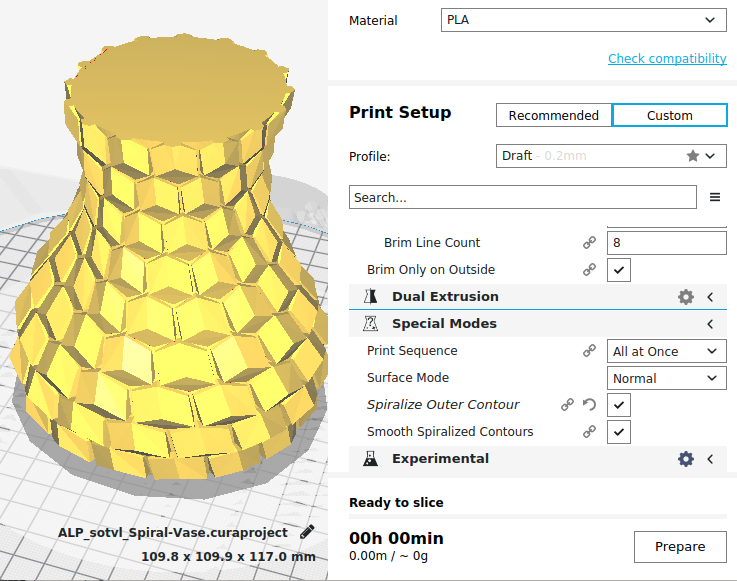 Material PLA
Check compatibility
Print Setup Recommended Custom
Profile: Draft - 0.2mm
Search...
Brim Line Count 8
Brim Only on Outside
Dual Extrusion
Special Modes
Print Sequence All at Once
Surface Mode Normal
Spiralize Outer Contour
Smooth Spiralized Contours
Experimental
Ready to slice
ALP_sotvl_Spiral-Vase.curaproject
109.8 x 109.9 x 117.0 mm
00h 00min
0.00m / ~ 0g
Prepare